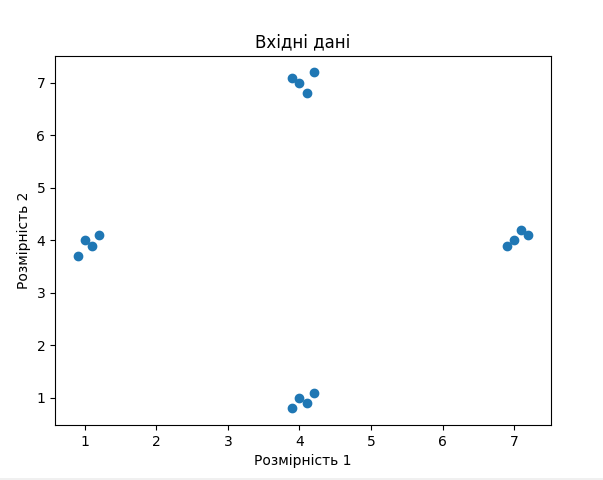 Вхідні дані
Розмірність 2
7
6
5
4
3
2
1
1 2 3 4 5 6 7
Розмірність 1